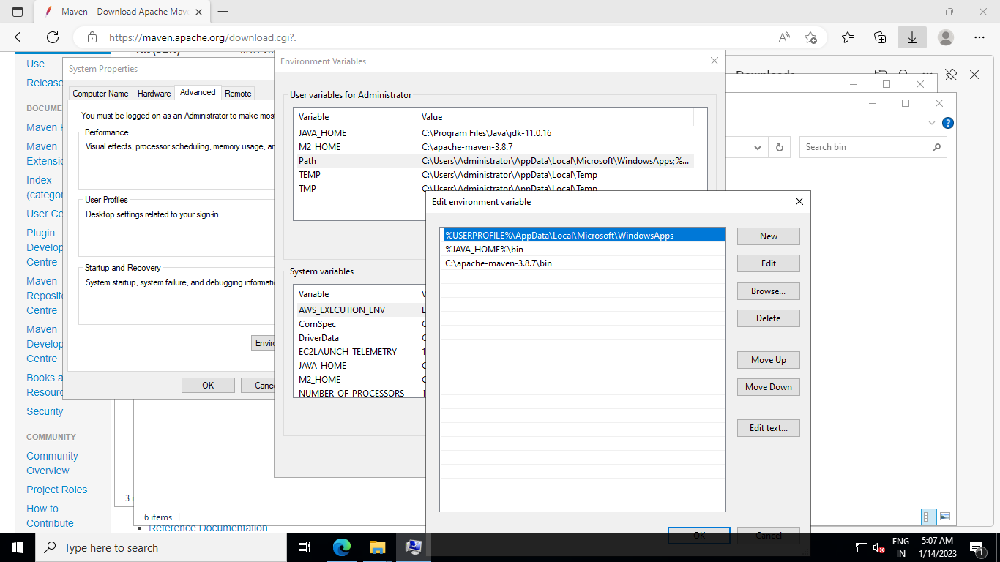 Maven – Download Apache Mav
https://maven.apache.org/download.cgi?.
Use
Release
DOCUME
Maven P
Maven
Extensic
Index
(categor
User Ce
Plugin
Develop
Centre
Maven
Reposito
Centre
Maven
Develop
Centre
Books a
Resourc
Security
COMMUNITY
Community
Overview
Project Roles
How to
Contribute
Downloads
System Properties
Computer Name
Hardware
Advanced
Remote
You must be logged on as an Administrator to make mos
Performance
Visual effects, processor scheduling, memory usage, an
User Profiles
Desktop settings related to your sign-in
Startup and Recovery
System startup, system failure, and debugging informatio
Enviro
OK
Cance
Environment Variables
User variables for Administrator
Variable Value
JAVA_HOME C:\Program Files\Java\jdk-11.0.16
M2_HOME C:\apache-maven-3.8.7
Path C:\Users\Administrator\AppData\Local\Microsoft\WindowsApps;%...
TEMP C:\Users\Administrator\AppData\Local\Temp
TMP C:\Users\Administrator\AppData\Local\Temp
System variables
Variable
AWS_EXECUTION_ENV
ComSpec
DriverData
EC2LAUNCH_TELEMETRY
JAVA_HOME
M2_HOME
NUMBER_OF_PROCESSORS
Edit environment variable
%USERPROFILE%\AppData\Local\Microsoft\WindowsApps
%JAVA_HOME%\bin
C:\apache-maven-3.8.7\bin
New
Edit
Browse...
Delete
Move Up
Move Down
Edit text...
OK
Cancel
Search bin
6 items
Reference Documentation
Type here to search
ENG
IN
5:07 AM
1/14/2023
1